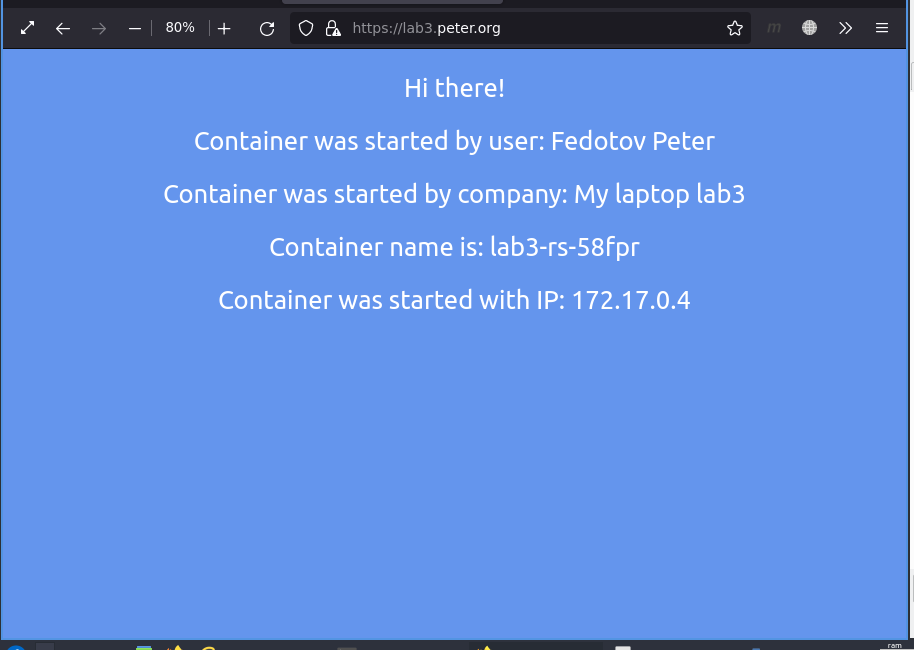 80%
https://lab3.peter.org
m
Hi there!
Container was started by user: Fedotov Peter
Container was started by company: My laptop lab3
Container name is: lab3-rs-58fpr
Container was started with IP: 172.17.0.4
ram